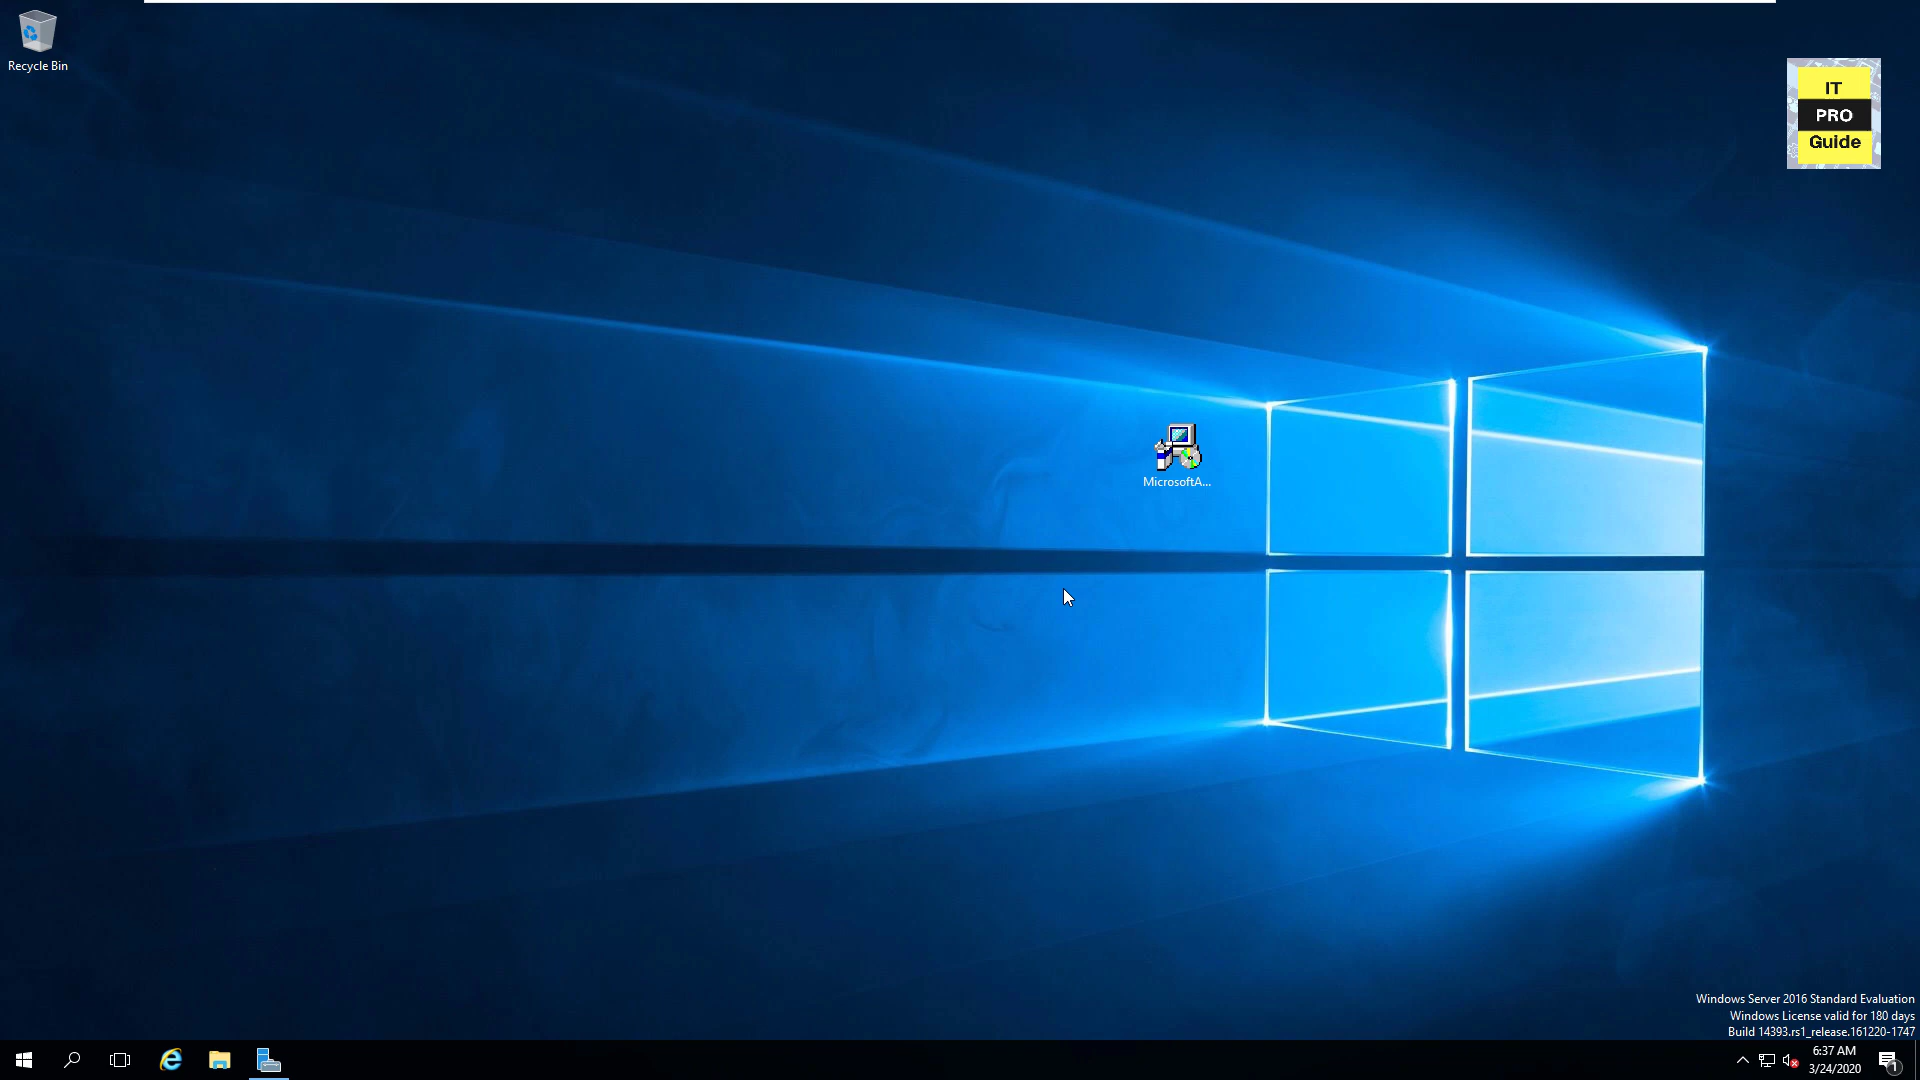 Recycle Bin
IT
PRO
Guide
MicrosoftA...
Windows Server 2016 Standard Evaluation
Windows License valid for 180 days
Build 14393.rs1_release.161220-1747
6:37 AM
3/24/2020
1